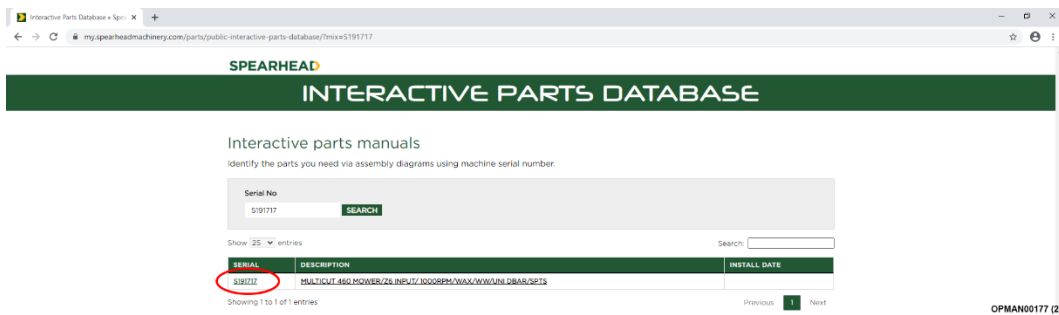 Interactive Parts Database » Spea
my.spearheadmachinery.com/parts/public-interactive-parts-database/?mix=S191717
SPEARHEAD
INTERACTIVE PARTS DATABASE
Interactive parts manuals
Identify the parts you need via assembly diagrams using machine serial number.
Serial No
S191717 SEARCH
Show 25 entries Search:
SERIAL DESCRIPTION INSTALL DATE
S191717 MULTICUT 460 MOWER/Z6 INPUT/ 1000RPM/WAX/WW/UNI DBAR/SPTS
Showing 1 to 1 of 1 entries Previous 1 Next
OPMAN00177 (2